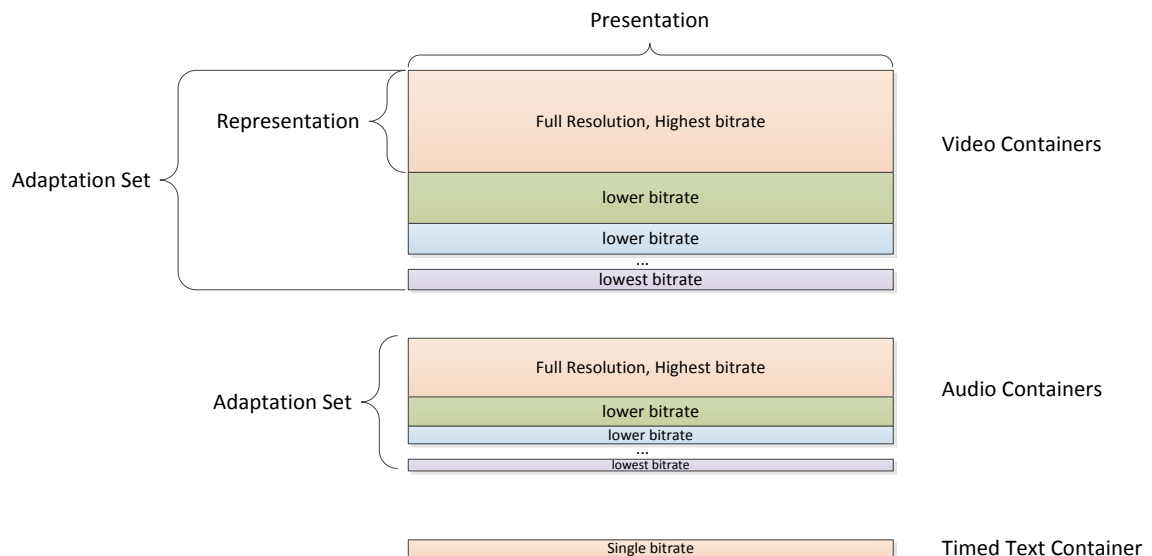 Presentation
Full Resolution, Highest bitrate
Representation
Video Containers
Adaptation Set
lower bitrate
lower bitrate
...
lowest bitrate
Full Resolution, Highest bitrate
Audio Containers
Adaptation Set
lower bitrate
lower bitrate
...
lowest bitrate
Single bitrate
Timed Text Container